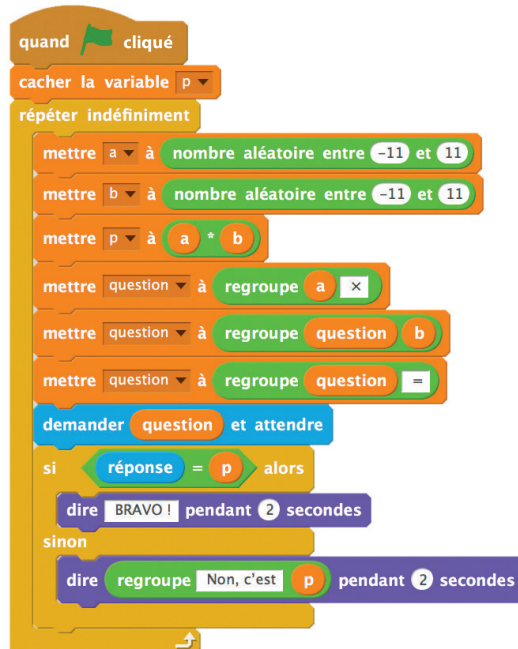 quand cliqué
cacher la variable p
répéter indéfiniment
mettre a à nombre aléatoire entre -11 et 11
mettre b à nombre aléatoire entre -11 et 11
mettre p à a * b
mettre question à regroupe a ×
mettre question à regroupe question b
mettre question à regroupe question =
demander question et attendre
si réponse = p alors
dire BRAVO ! pendant 2 secondes
sinon
dire regroupe Non, c'est p pendant 2 secondes